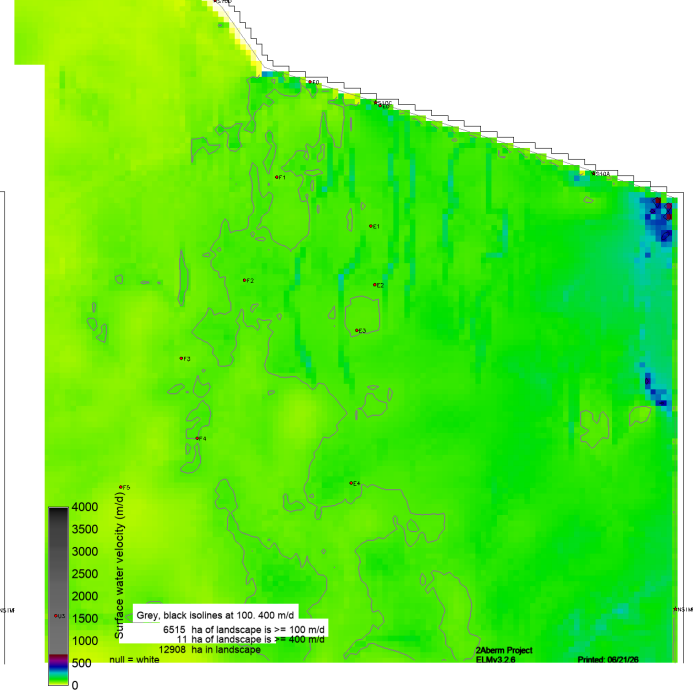 F0
S10A
F1
E1
F2
E2
E3
F3
F4
E4
F5
4000
3500
3000
2500
2000
1500
1000
500
0
Surface water velocity (m/d)
U3
Grey, black isolines at 100, 400 m/d
6515 ha of landscape is >= 100 m/d
11 ha of landscape is >= 400 m/d
12908 ha in landscape
null = white
2Aberm Project
ELMv3.2.6
Printed: 06/21/26